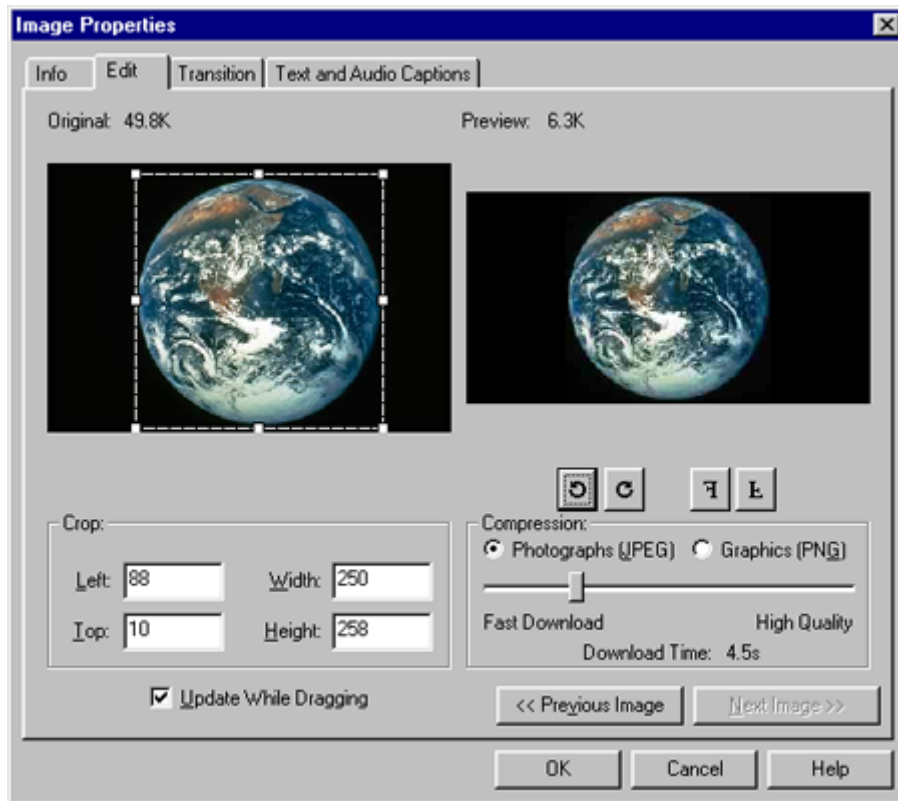 Image Properties
Info Edit Transition Text and Audio Captions
Original: 49.8K Preview: 6.3K
Crop: Compression:
Photographs (JPEG) Graphics (PNG)
Left: 88 Width: 250
Fast Download High Quality
Top: 10 Height: 258
Download Time: 4.5s
Update While Dragging << Previous Image Next Image >>
OK Cancel Help